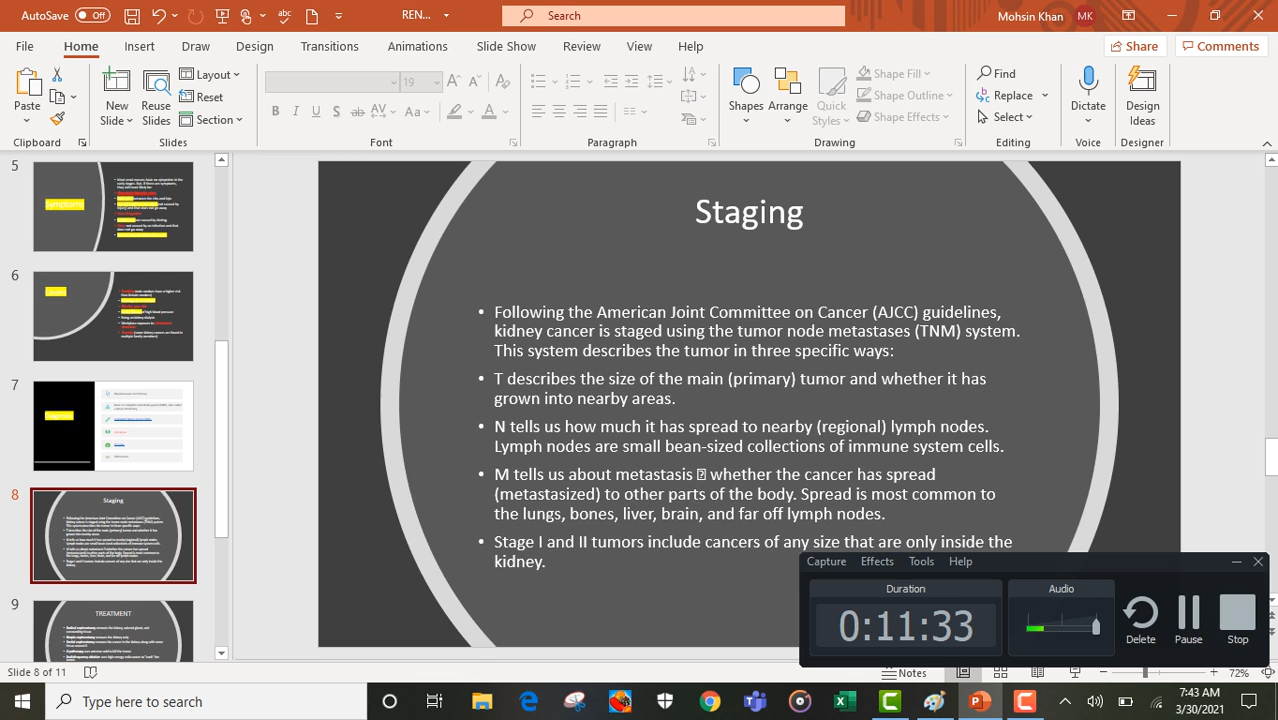 AutoSave Off REN... Search Mohsin Khan MK
File Home Insert Draw Design Transitions Animations Slide Show Review View Help Share Comments
Paste New Slide Reuse Slides Layout Reset Section 19 Shapes Arrange Quick Styles Shape Fill Shape Outline Shape Effects Find Replace Select Dictate Design Ideas
Clipboard Slides Font Paragraph Drawing Editing Voice Designer
5
Symptoms
6
7
Diagnosis
8
Staging
9
TREATMENT
Staging
• Following the American Joint Committee on Cancer (AJCC) guidelines,
kidney cancer is staged using the tumor node metastases (TNM) system.
This system describes the tumor in three specific ways:
• T describes the size of the main (primary) tumor and whether it has
grown into nearby areas.
• N tells us how much it has spread to nearby (regional) lymph nodes.
Lymph nodes are small bean-sized collections of immune system cells.
• M tells us about metastasis whether the cancer has spread
(metastasized) to other parts of the body. Spread is most common to
the lungs, bones, liver, brain, and far off lymph nodes.
• Stage I and II tumors include cancers of any size that are only inside the
kidney.
Capture Effects Tools Help
Duration Audio
0:11:33
Delete Pause Stop
Slide 8 of 11 Notes 72%
Type here to search 7:43 AM
3/30/2021